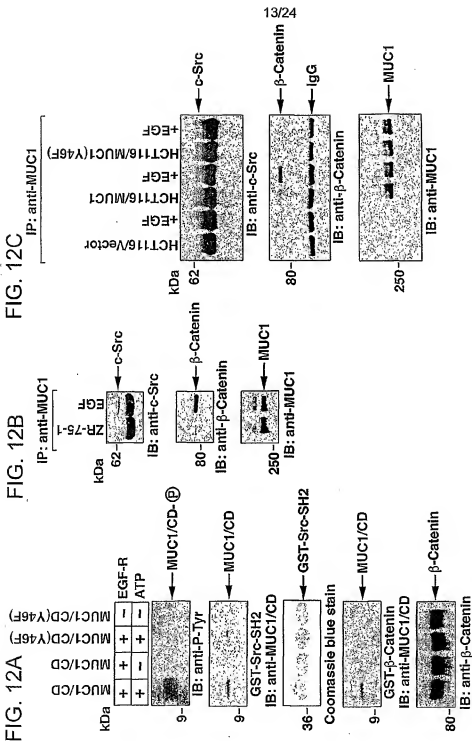 13/24
FIG. 12A
MUC1/CD
MUC1/CD
MUC1/CD(Y46F)
MUC1/CD(Y46F)
+ + + − EGF-R
+ − + − ATP
kDa
9-
MUC1/CD-Ⓟ
IB: anti-P-Tyr
9-
MUC1/CD
GST-Src-SH2
IB: anti-MUC1/CD
36-
GST-Src-SH2
Coomassie blue stain
9-
MUC1/CD
GST-β-Catenin
IB: anti-MUC1/CD
80-
β-Catenin
IB: anti-β-Catenin
FIG. 12B
IP: anti-MUC1
ZR-75-1
EGF
kDa
62-
c-Src
IB: anti-c-Src
80-
β-Catenin
IB: anti-β-Catenin
250-
MUC1
IB: anti-MUC1
FIG. 12C
IP: anti-MUC1
HCT116/Vector
+EGF
HCT116/MUC1
+EGF
HCT116/MUC1(Y46F)
+EGF
kDa
62-
c-Src
IB: anti-c-Src
80-
β-Catenin
IgG
IB: anti-β-Catenin
250-
MUC1
IB: anti-MUC1